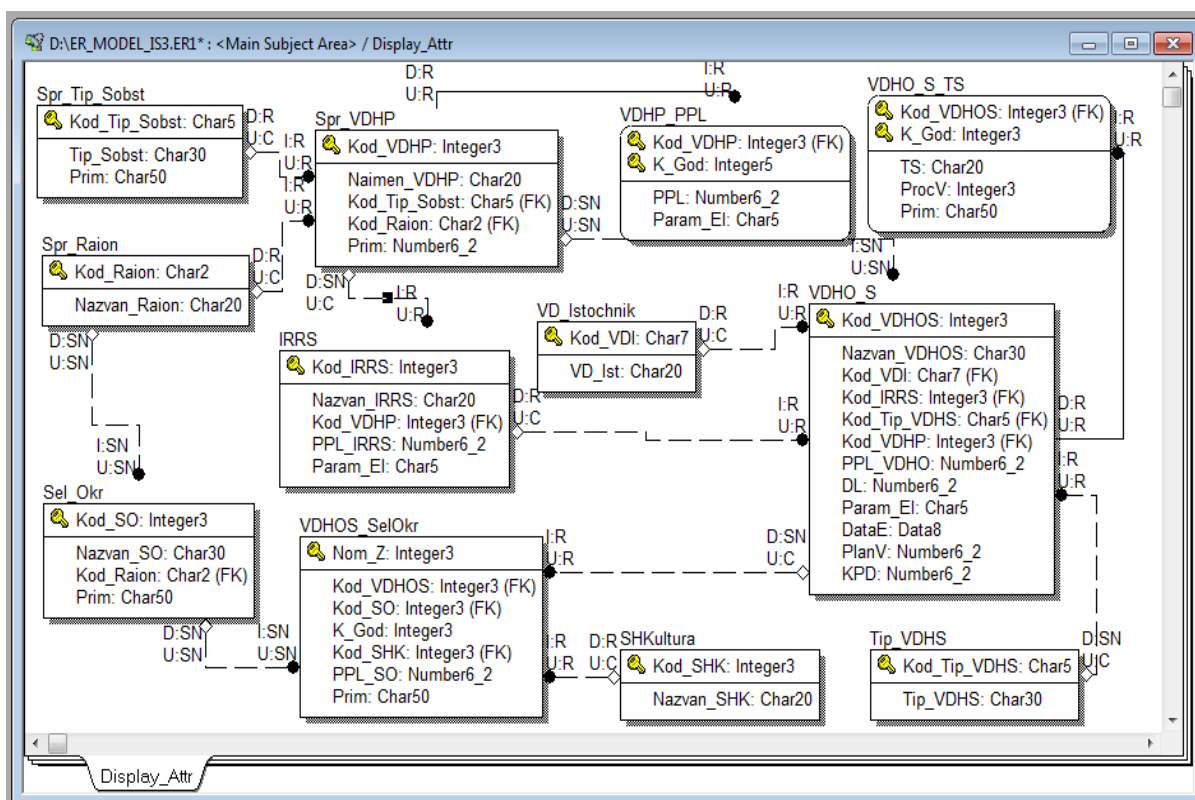 D:\ER_MODEL_IS3.ER1* : <Main Subject Area> / Display_Attr
Spr_Tip_Sobst
Kod_Tip_Sobst: Char5
Tip_Sobst: Char30
Prim: Char50
D:R
U:C
I:R
U:R
I:R
U:R
D:R
U:R
I:R
U:R
Spr_VDHP
Kod_VDHP: Integer3
Naimen_VDHP: Char20
Kod_Tip_Sobst: Char5 (FK)
Kod_Raion: Char2 (FK)
Prim: Number6_2
D:SN
U:SN
I:SN
U:SN
VDHP_PPL
Kod_VDHP: Integer3 (FK)
K_God: Integer5
PPL: Number6_2
Param_El: Char5
VDHO_S_TS
Kod_VDHOS: Integer3 (FK)
K_God: Integer3
TS: Char20
ProcV: Integer3
Prim: Char50
I:R
U:R
Spr_Raion
Kod_Raion: Char2
Nazvan_Raion: Char20
D:R
U:C
D:SN
U:C
I:R
U:R
D:SN
U:SN
I:SN
U:SN
IRRS
Kod_IRRS: Integer3
Nazvan_IRRS: Char20
Kod_VDHP: Integer3 (FK)
PPL_IRRS: Number6_2
Param_El: Char5
D:R
U:C
I:R
U:R
VD_Istochnik
Kod_VDI: Char7
VD_Ist: Char20
D:R
U:C
I:R
U:R
VDHO_S
Kod_VDHOS: Integer3
Nazvan_VDHOS: Char30
Kod_VDI: Char7 (FK)
Kod_IRRS: Integer3 (FK)
Kod_Tip_VDHS: Char5 (FK)
Kod_VDHP: Integer3 (FK)
PPL_VDHO: Number6_2
DL: Number6_2
Param_El: Char5
DataE: Data8
PlanV: Number6_2
KPD: Number6_2
D:R
U:R
I:R
U:R
Sel_Okr
Kod_SO: Integer3
Nazvan_SO: Char30
Kod_Raion: Char2 (FK)
Prim: Char50
D:SN
U:SN
I:SN
U:SN
VDHOS_SelOkr
Nom_Z: Integer3
Kod_VDHOS: Integer3 (FK)
Kod_SO: Integer3 (FK)
K_God: Integer3
Kod_SHK: Integer3 (FK)
PPL_SO: Number6_2
Prim: Char50
I:R
U:R
D:SN
U:C
I:R
U:R
D:R
U:C
SHKultura
Kod_SHK: Integer3
Nazvan_SHK: Char20
Tip_VDHS
Kod_Tip_VDHS: Char5
Tip_VDHS: Char30
D:SN
U:C
Display_Attr